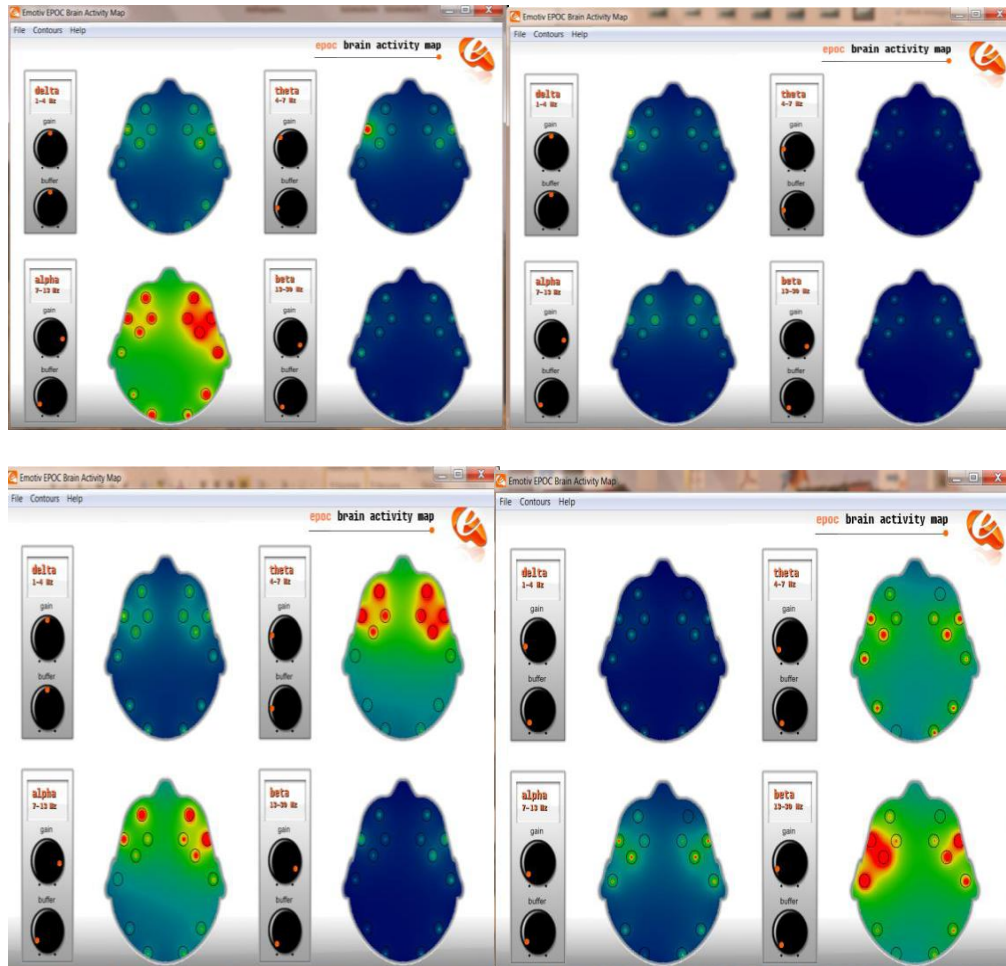 Emotiv EPOC Brain Activity Map
File Contours Help
epoc brain activity map
delta
1-4 Hz
gain
buffer
theta
4-7 Hz
gain
buffer
alpha
7-13 Hz
gain
buffer
beta
13-30 Hz
gain
buffer
Emotiv EPOC Brain Activity Map
File Contours Help
epoc brain activity map
delta
1-4 Hz
gain
buffer
theta
4-7 Hz
gain
buffer
alpha
7-13 Hz
gain
buffer
beta
13-30 Hz
gain
buffer
Emotiv EPOC Brain Activity Map
File Contours Help
epoc brain activity map
delta
1-4 Hz
gain
buffer
theta
4-7 Hz
gain
buffer
alpha
7-13 Hz
gain
buffer
beta
13-30 Hz
gain
buffer
Emotiv EPOC Brain Activity Map
File Contours Help
epoc brain activity map
delta
1-4 Hz
gain
buffer
theta
4-7 Hz
gain
buffer
alpha
7-13 Hz
gain
buffer
beta
13-30 Hz
gain
buffer